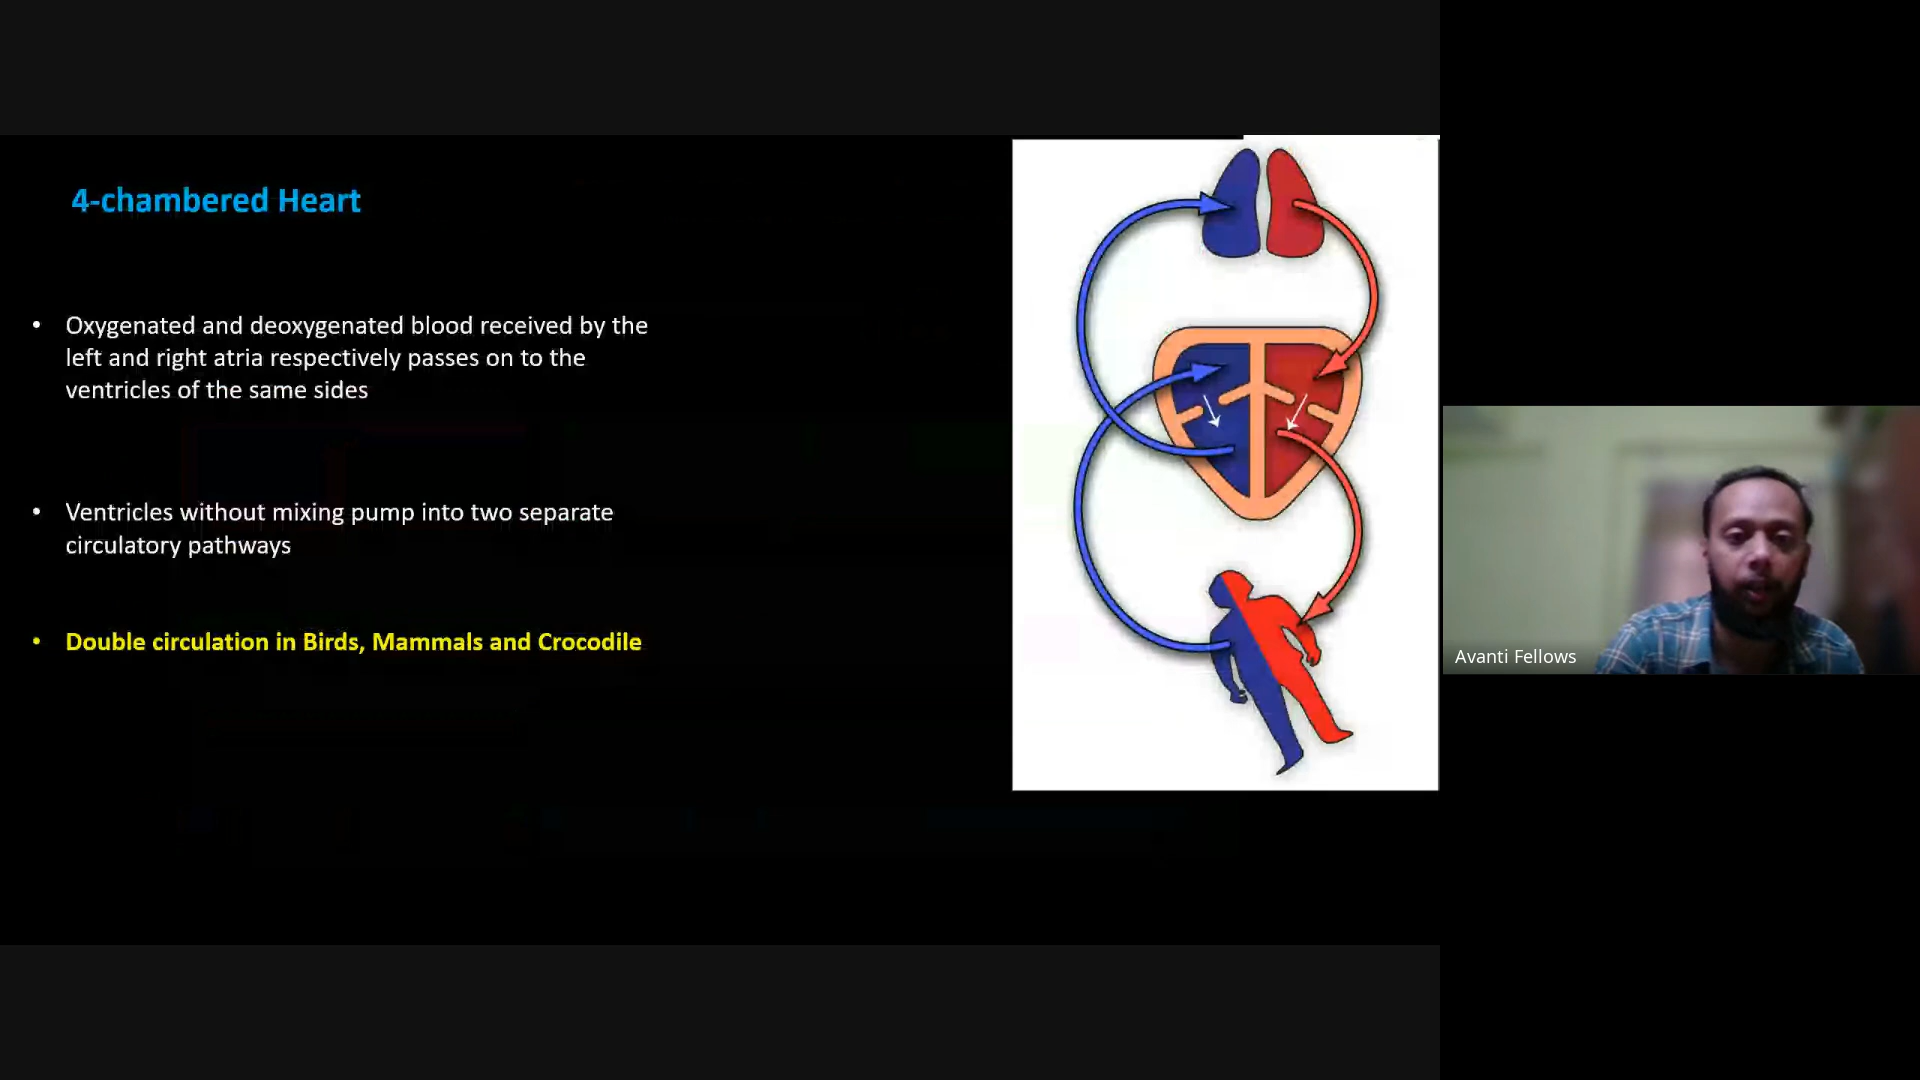 4-chambered Heart
• Oxygenated and deoxygenated blood received by the
left and right atria respectively passes on to the
ventricles of the same sides
• Ventricles without mixing pump into two separate
circulatory pathways
• Double circulation in Birds, Mammals and Crocodile
Avanti Fellows